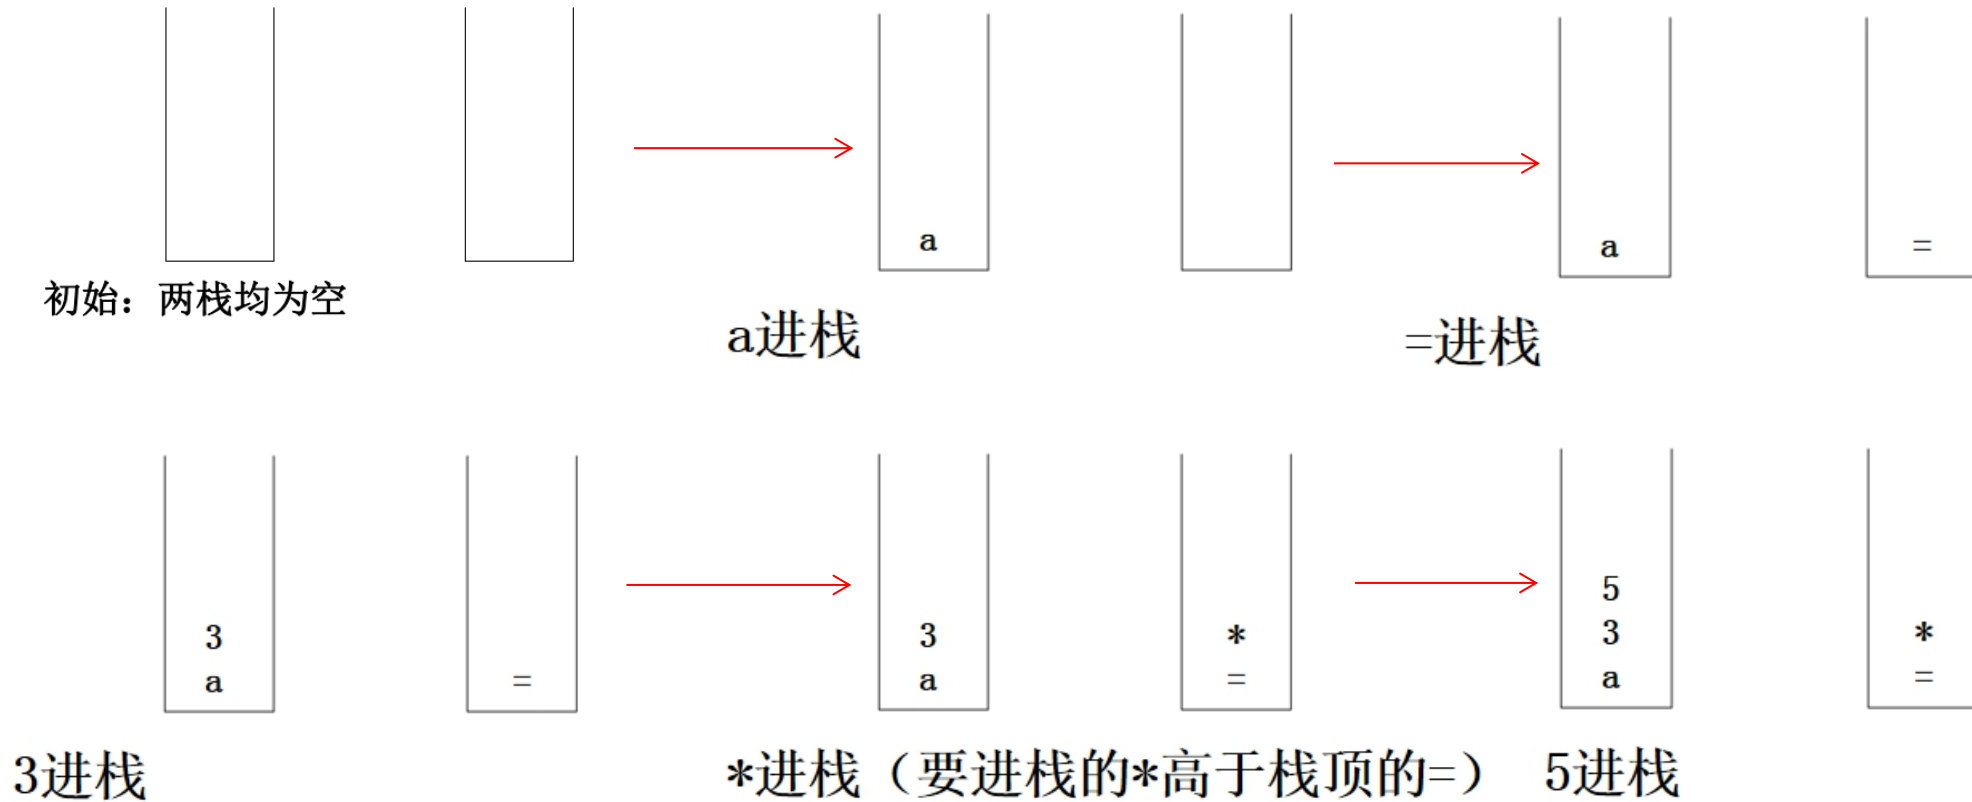 a
a
=
初始：两栈均为空
a进栈
=进栈
5
3
3
*
3
*
a
=
a
=
a
=
3进栈
*进栈（要进栈的*高于栈顶的=）
5进栈